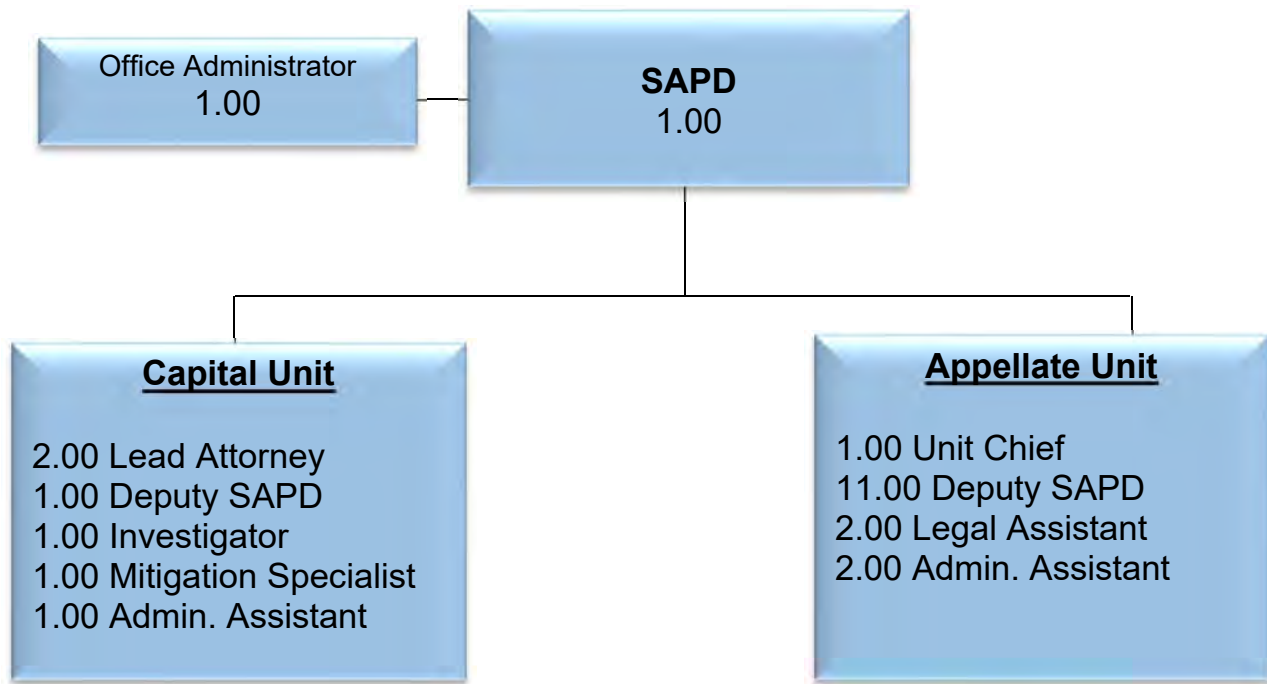 Office Administrator
1.00
SAPD
1.00
Capital Unit
2.00 Lead Attorney
1.00 Deputy SAPD
1.00 Investigator
1.00 Mitigation Specialist
1.00 Admin. Assistant
Appellate Unit
1.00 Unit Chief
11.00 Deputy SAPD
2.00 Legal Assistant
2.00 Admin. Assistant